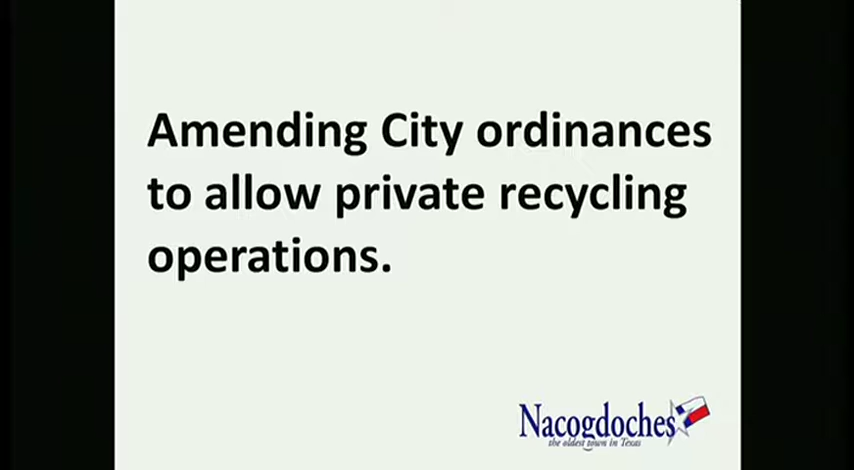 Amending City ordinances
to allow private recycling
operations.
Nacogdoches
the oldest town in Texas